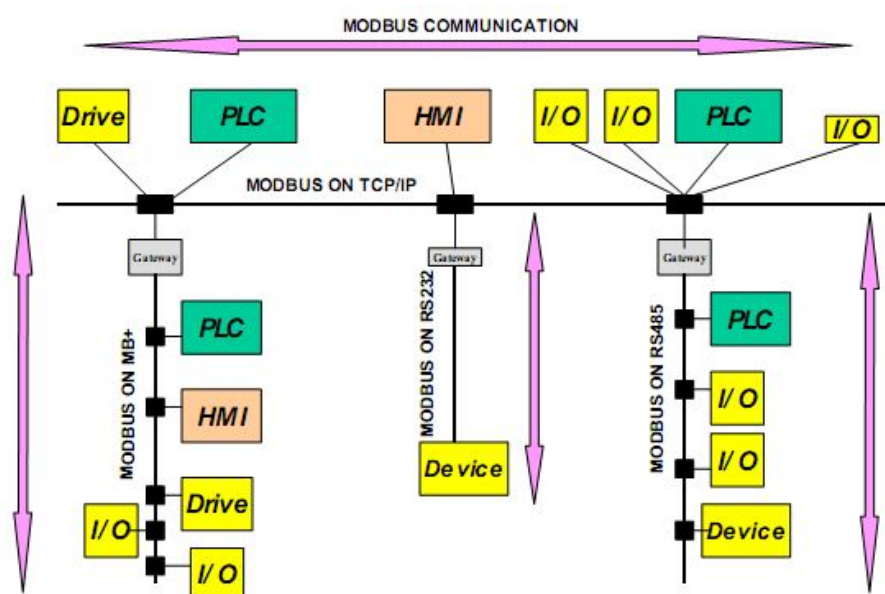 MODBUS COMMUNICATION
Drive
PLC
HMI
I/O
I/O
PLC
I/O
MODBUS ON TCP/IP
Gateway
Gateway
Gateway
MODBUS ON MB+
PLC
HMI
Drive
I/O
I/O
MODBUS ON RS232
Device
MODBUS ON RS485
PLC
I/O
I/O
Device